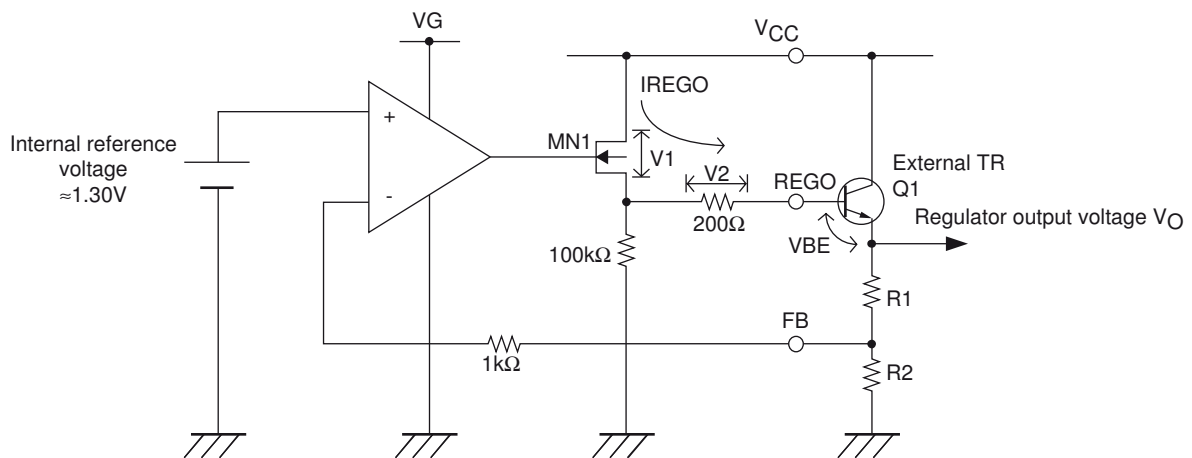 VG
VCC
IREGO
+
MN1
V1
Internal reference
voltage
≈1.30V
V2
REGO
External TR
Q1
-
200Ω
VBE
Regulator output voltage VO
100kΩ
R1
FB
1kΩ
R2